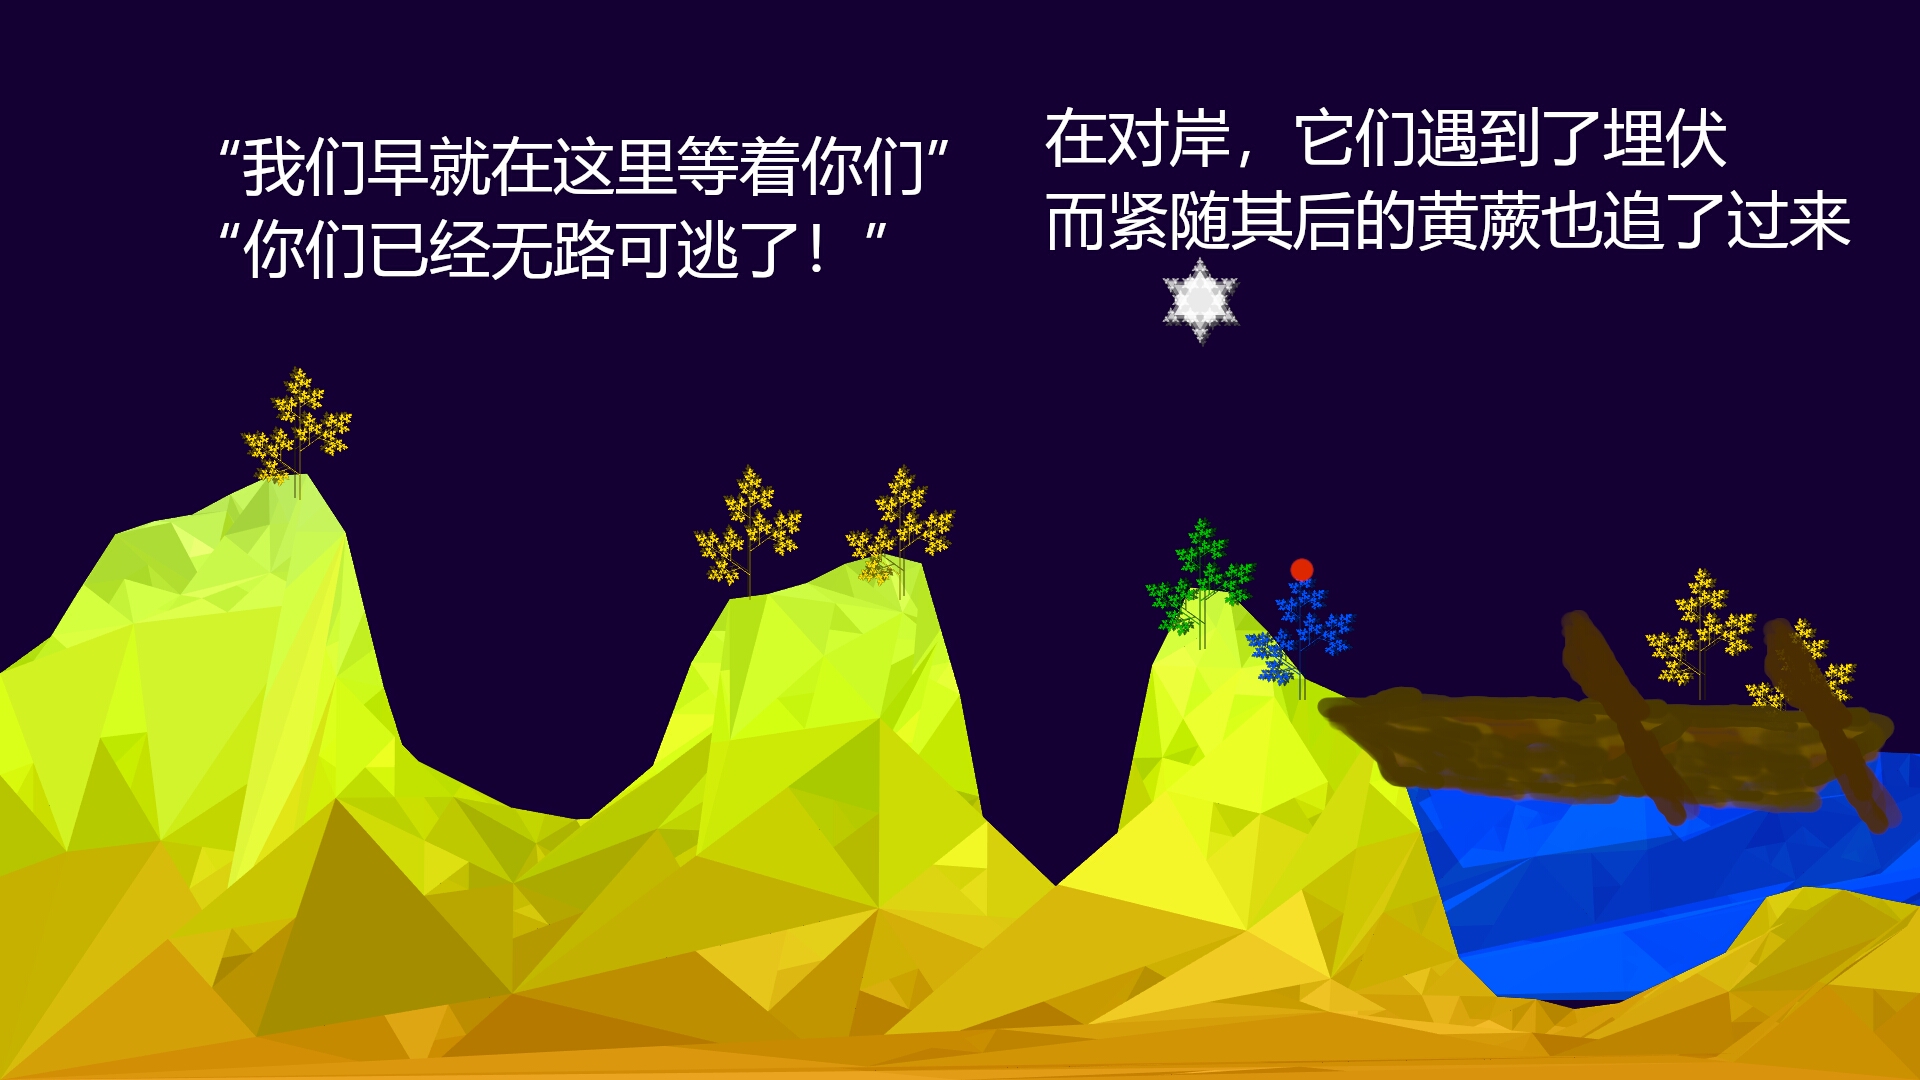 “我们早就在这里等着你们”
“你们已经无路可逃了！”
在对岸，它们遇到了埋伏
而紧随其后的黄蕨也追了过来